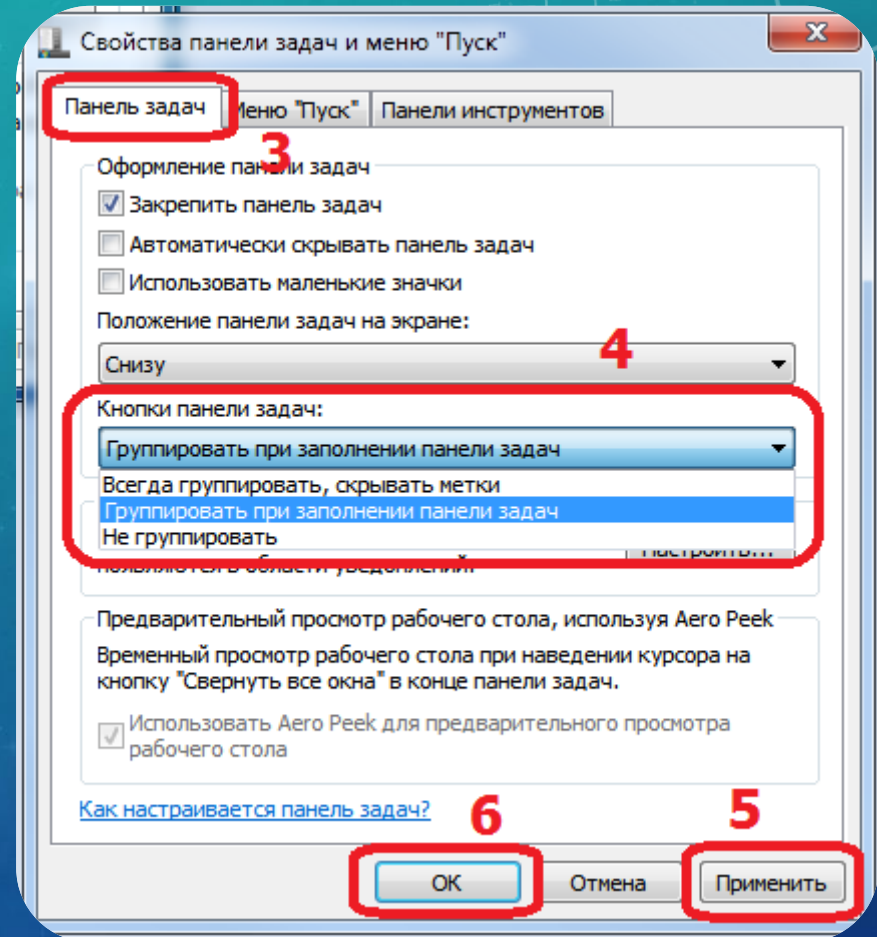 Свойства панели задач и меню "Пуск"
Панель задач
Меню "Пуск"
Панели инструментов
3
Оформление панели задач
Закрепить панель задач
Автоматически скрывать панель задач
Использовать маленькие значки
Положение панели задач на экране:
4
Снизу
Кнопки панели задач:
Группировать при заполнении панели задач
Всегда группировать, скрывать метки
Группировать при заполнении панели задач
Не группировать
Настроить...
появляются в области уведомлений.
Предварительный просмотр рабочего стола, используя Aero Peek
Временный просмотр рабочего стола при наведении курсора на
кнопку "Свернуть все окна" в конце панели задач.
Использовать Aero Peek для предварительного просмотра
рабочего стола
Как настраивается панель задач?
6
5
ОК
Отмена
Применить